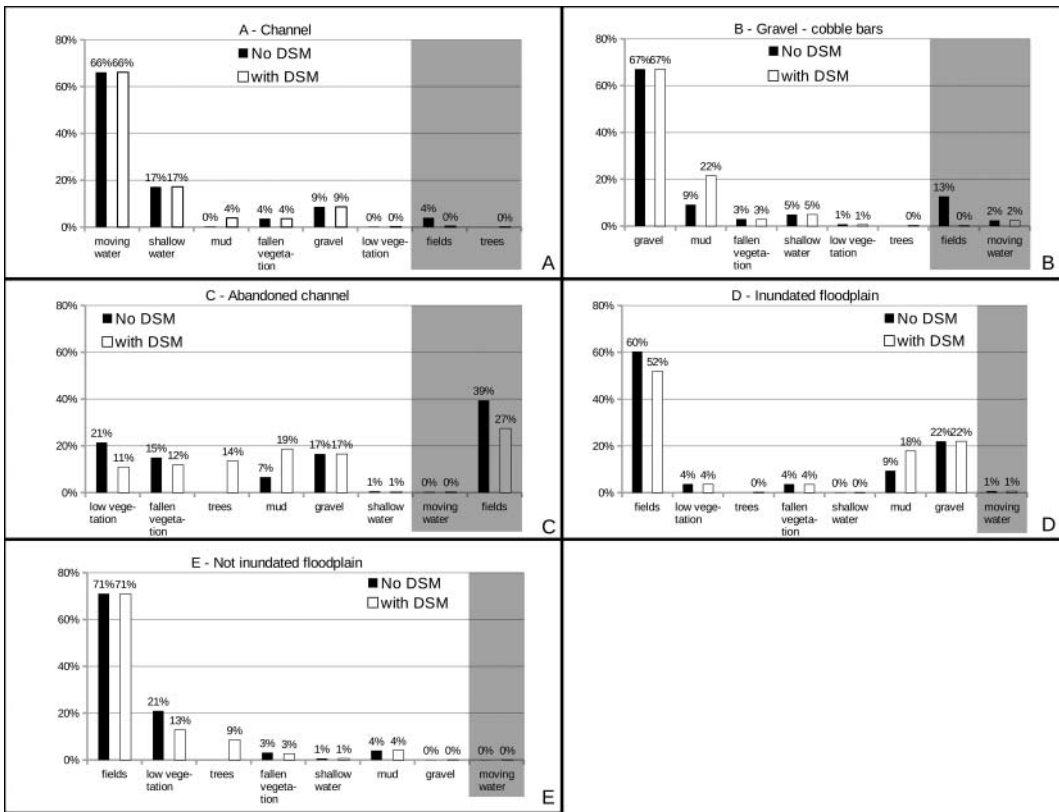 A - Channel
No DSM
with DSM
80%
60%
40%
20%
0%
66% 66%
17% 17%
0% 4%
4% 4%
9% 9%
0% 0%
4% 0%
0%
moving water
shallow water
mud
fallen vegeta-tion
gravel
low vege-tation
fields
trees
A
B - Gravel - cobble bars
No DSM
with DSM
80%
60%
40%
20%
0%
67% 67%
9% 22%
3% 3%
5% 5%
1% 1%
0%
13% 0%
2% 2%
gravel
mud
fallen vegeta-tion
shallow water
low vege-tation
trees
fields
moving water
B
C - Abandoned channel
No DSM
with DSM
80%
60%
40%
20%
0%
21% 11%
15% 12%
14%
7% 19%
17% 17%
1% 1%
0% 0%
39% 27%
low vege-tation
fallen vegeta-tion
trees
mud
gravel
shallow water
moving water
fields
C
D - Inundated floodplain
No DSM
with DSM
80%
60%
40%
20%
0%
60% 52%
4% 4%
0%
4% 4%
0% 0%
9% 18%
22% 22%
1% 1%
fields
low vege-tation
trees
fallen vegeta-tion
shallow water
mud
gravel
moving water
D
E - Not inundated floodplain
No DSM
with DSM
80%
60%
40%
20%
0%
71% 71%
21% 13%
9%
3% 3%
1% 1%
4% 4%
0% 0%
0% 0%
fields
low vege-tation
trees
fallen vegeta-tion
shallow water
mud
gravel
moving water
E